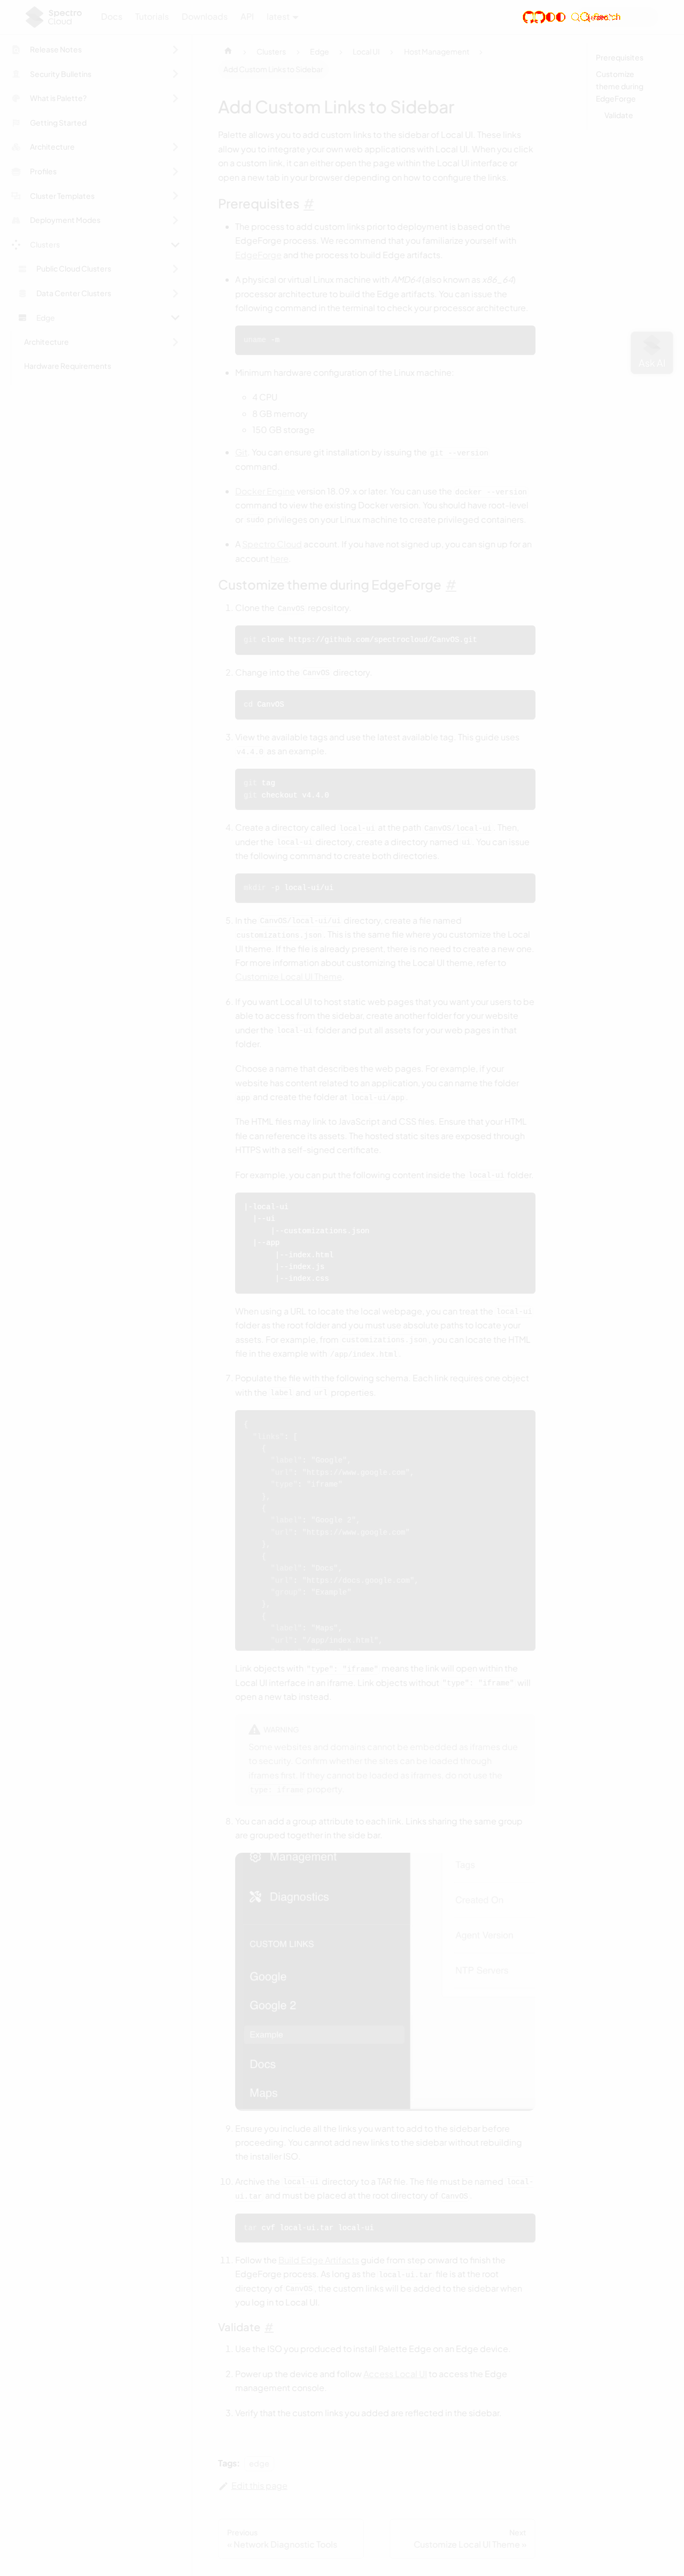 Spectro Cloud
Docs
Tutorials
Downloads
API
latest
Release Notes
Security Bulletins
What is Palette?
Getting Started
Architecture
Profiles
Cluster Templates
Deployment Modes
Clusters
Public Cloud Clusters
Data Center Clusters
Edge
Architecture
Hardware Requirements
Clusters
Edge
Local UI
Host Management
Add Custom Links to Sidebar
Prerequisites
Customize
theme during
EdgeForge
Validate
Ask AI
Add Custom Links to Sidebar
Palette allows you to add custom links to the sidebar of Local UI. These links
allow you to integrate your own web applications with Local UI. When you click
on a custom link, it can either open the page within the Local UI interface or
open a new tab in your browser depending on how to configure the links.
Prerequisites #
The process to add custom links prior to deployment is based on the
EdgeForge process. We recommend that you familiarize yourself with
EdgeForge and the process to build Edge artifacts.
A physical or virtual Linux machine with AMD64 (also known as x86_64)
processor architecture to build the Edge artifacts. You can issue the
following command in the terminal to check your processor architecture.
uname -m
Minimum hardware configuration of the Linux machine:
4 CPU
8 GB memory
150 GB storage
Git. You can ensure git installation by issuing the git --version
command.
Docker Engine version 18.09.x or later. You can use the docker --version
command to view the existing Docker version. You should have root-level
or sudo privileges on your Linux machine to create privileged containers.
A Spectro Cloud account. If you have not signed up, you can sign up for an
account here.
Customize theme during EdgeForge #
1. Clone the CanvOS repository.
git clone https://github.com/spectrocloud/CanvOS.git
2. Change into the CanvOS directory.
cd CanvOS
3. View the available tags and use the latest available tag. This guide uses
v4.4.0 as an example.
git tag
git checkout v4.4.0
4. Create a directory called local-ui at the path CanvOS/local-ui. Then,
under the local-ui directory, create a directory named ui. You can issue
the following command to create both directories.
mkdir -p local-ui/ui
5. In the CanvOS/local-ui/ui directory, create a file named
customizations.json. This is the same file where you customize the Local
UI theme. If the file is already present, there is no need to create a new one.
For more information about customizing the Local UI theme, refer to
Customize Local UI Theme.
6. If you want Local UI to host static web pages that you want your users to be
able to access from the sidebar, create another folder for your website
under the local-ui folder and put all assets for your web pages in that
folder.
Choose a name that describes the web pages. For example, if your
website has content related to an application, you can name the folder
app and create the folder at local-ui/app.
The HTML files may link to JavaScript and CSS files. Ensure that your HTML
file can reference its assets. The hosted static sites are exposed through
HTTPS with a self-signed certificate.
For example, you can put the following content inside the local-ui folder.
|-local-ui
|--ui
|--customizations.json
|--app
|--index.html
|--index.js
|--index.css
When using a URL to locate the local webpage, you can treat the local-ui
folder as the root folder and you must use absolute paths to locate your
assets. For example, from customizations.json, you can locate the HTML
file in the example with /app/index.html.
7. Populate the file with the following schema. Each link requires one object
with the label and url properties.
{
"links": [
{
"label": "Google",
"url": "https://www.google.com",
"type": "iframe"
},
{
"label": "Google 2",
"url": "https://www.google.com"
},
{
"label": "Docs",
"url": "https://docs.google.com",
"group": "Example"
},
{
"label": "Maps",
Link objects with "type": "iframe" means the link will open within the
Local UI interface in an iframe. Link objects without "type": "iframe" will
open a new tab instead.
WARNING
Some websites and domains cannot be embedded as iframes due
to security. Confirm whether the sites can be loaded through
iframes first. If they cannot be loaded as iframes, do not use the
type: iframe property.
8. You can add a group attribute to each link. Links sharing the same group
are grouped together in the side bar.
Management
Diagnostics
CUSTOM LINKS
Google
Google 2
Example
Docs
Maps
Tags
Created On
Agent Version
NTP Servers
9. Ensure you include all the links you want to add to the sidebar before
proceeding. You cannot add new links to the sidebar without rebuilding
the installer ISO.
10. Archive the local-ui directory to a TAR file. The file must be named local-
ui.tar and must be placed at the root directory of CanvOS.
tar cvf local-ui.tar local-ui
11. Follow the Build Edge Artifacts guide from step onward to finish the
EdgeForge process. As long as the local-ui.tar file is at the root
directory of CanvOS, the custom links will be added to the sidebar when
you log in to Local UI.
Validate #
1. Use the ISO you produced to install Palette Edge on an Edge device.
2. Power up the device and follow Access Local UI to access the Edge
management console.
3. Verify that the custom links you added are reflected in the sidebar.
Tags: edge
Edit this page
Previous
« Network Diagnostic Tools
Next
Customize Local UI Theme »